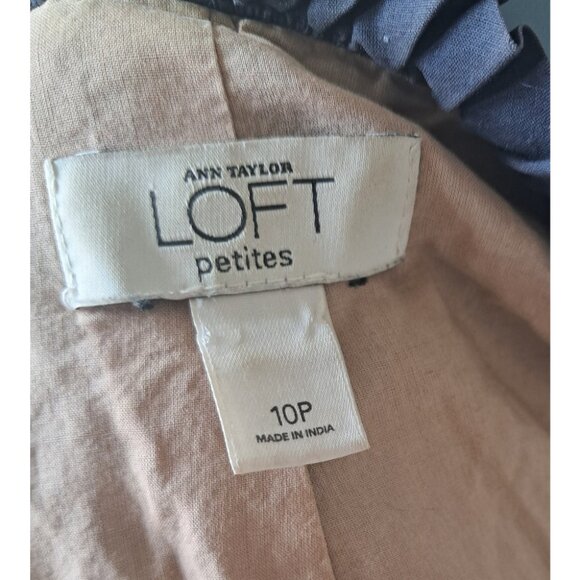 ANN TAYLOR
LOFT
petites
10P
MADE IN INDIA